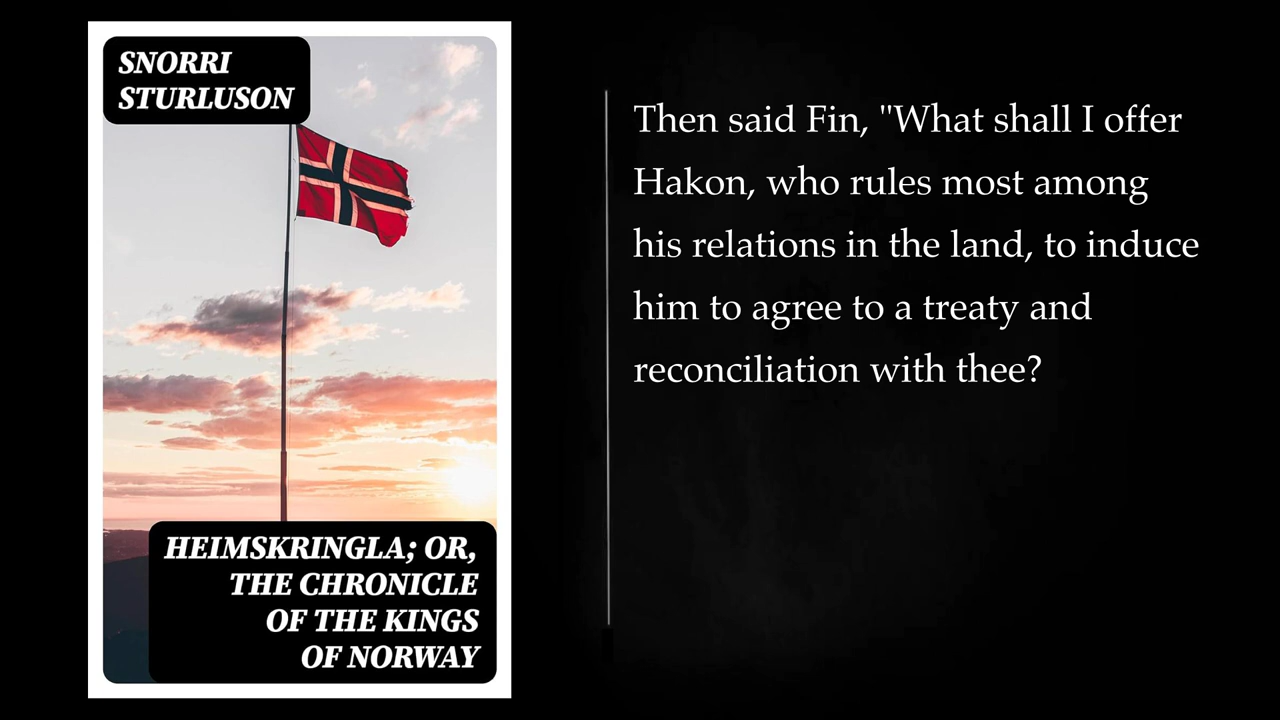 SNORRI
STURLUSON
HEIMSKRINGLA; OR,
THE CHRONICLE
OF THE KINGS
OF NORWAY
Then said Fin, "What shall I offer
Hakon, who rules most among
his relations in the land, to induce
him to agree to a treaty and
reconciliation with thee?